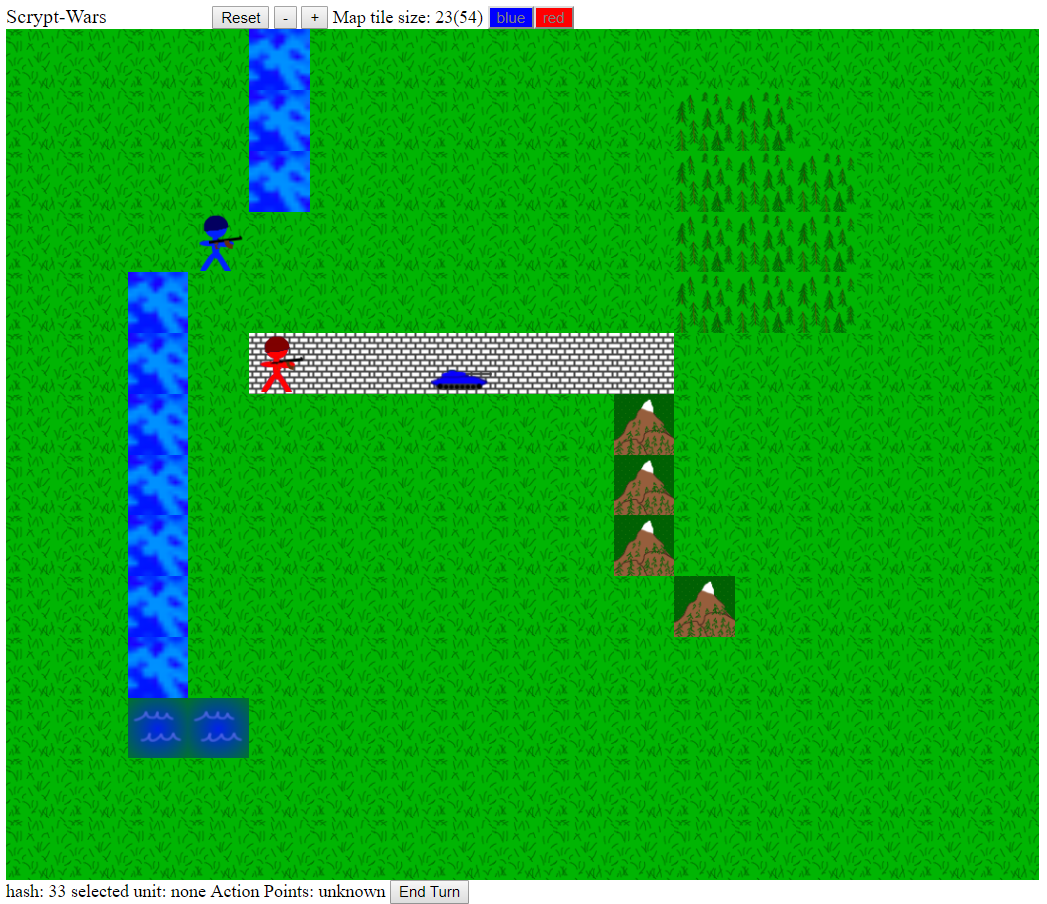 Scrypt-Wars Reset - + Map tile size: 23(54) blue red
hash: 33 selected unit: none Action Points: unknown End Turn